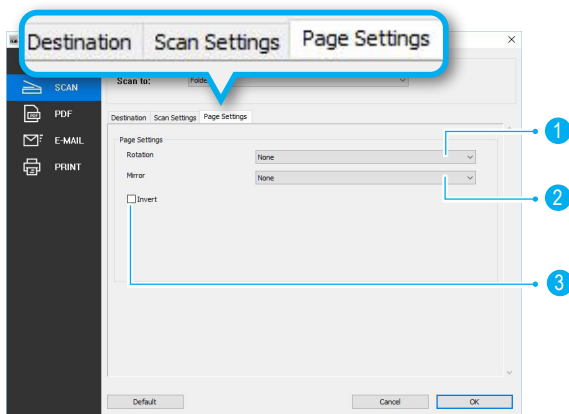 Destination Scan Settings Page Settings
SCAN
Scan to:
PDF
Destination Scan Settings Page Settings
1
Page Settings
E-MAIL
Rotation None
PRINT
Mirror None
2
Invert
3
Default Cancel OK